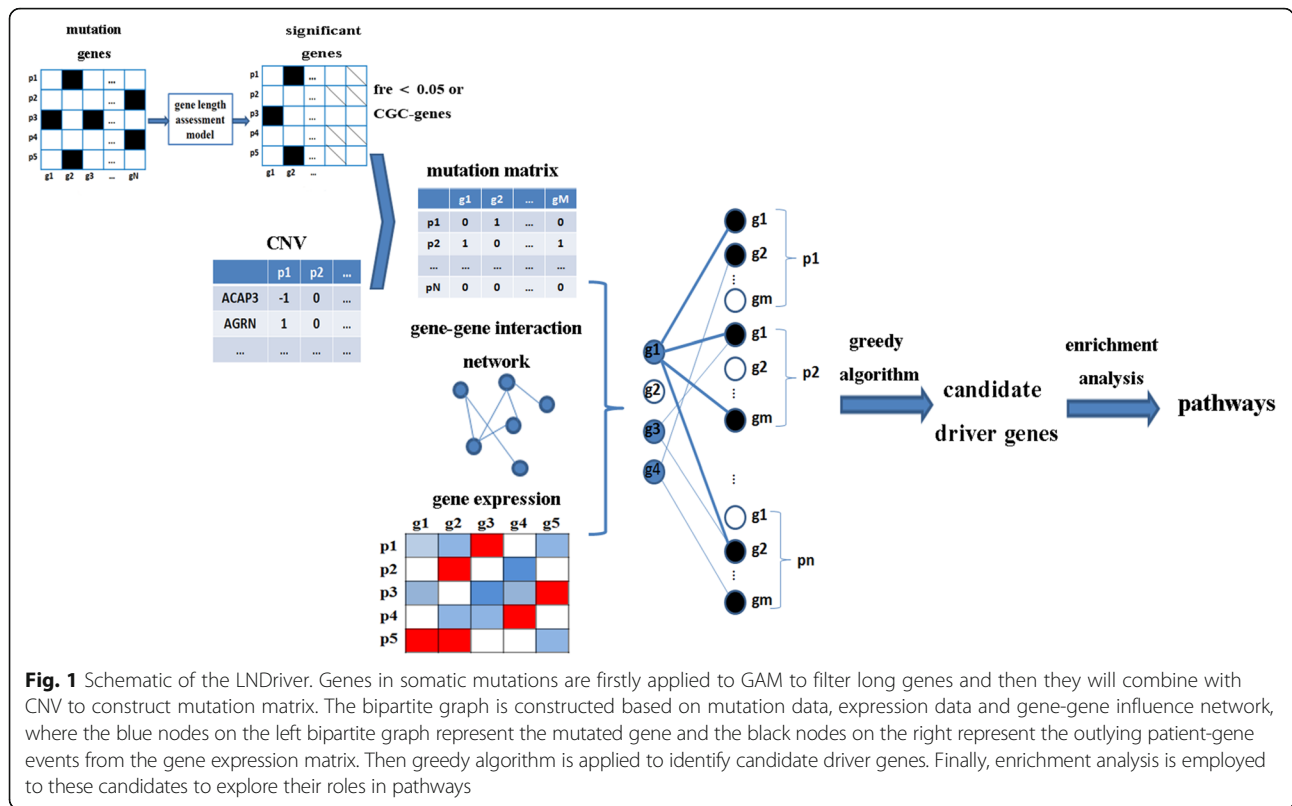 mutation
genes
p1
p2
p3
p4
p5
...
...
...
...
...
g1 g2 g3 ... gN
gene length
assessment
model
significant
genes
p1
p2
p3
p4
p5
...
...
...
...
...
g1 g2 ...
fre < 0.05 or
CGC-genes
CNV
p1 p2 ...
ACAP3 -1 0 ...
AGRN 1 0 ...
... ... ... ...
mutation matrix
g1 g2 ... gM
p1 0 1 ... 0
p2 1 0 ... 1
... ... ... ... ...
pN 0 0 ... 0
gene-gene interaction
network
gene expression
g1 g2 g3 g4 g5
p1
p2
p3
p4
p5
g1
g2
g3
g4
g1
g2
⋮
gm
p1
g1
g2
⋮
gm
p2
⋮
g1
g2
⋮
gm
pn
greedy
algorithm
candidate
driver genes
enrichment
analysis
pathways
Fig. 1 Schematic of the LNDriver. Genes in somatic mutations are firstly applied to GAM to filter long genes and then they will combine with
CNV to construct mutation matrix. The bipartite graph is constructed based on mutation data, expression data and gene-gene influence network,
where the blue nodes on the left bipartite graph represent the mutated gene and the black nodes on the right represent the outlying patient-gene
events from the gene expression matrix. Then greedy algorithm is applied to identify candidate driver genes. Finally, enrichment analysis is employed
to these candidates to explore their roles in pathways